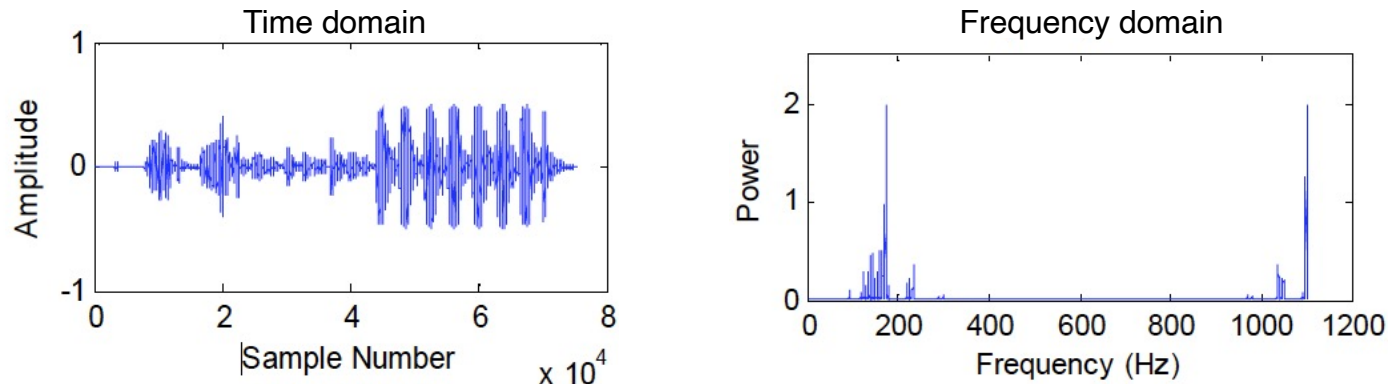 Time domain
1
0
-1
Amplitude
0 2 4 6 8
Sample Number
x 10^4
Frequency domain
2
1
0
Power
0 200 400 600 800 1000 1200
Frequency (Hz)